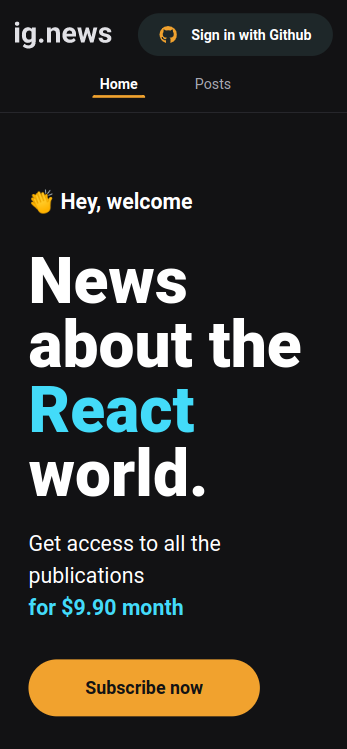 ig.news
Sign in with Github
Home
Posts
👏 Hey, welcome
News
about the
React
world.
Get access to all the
publications
for $9.90 month
Subscribe now